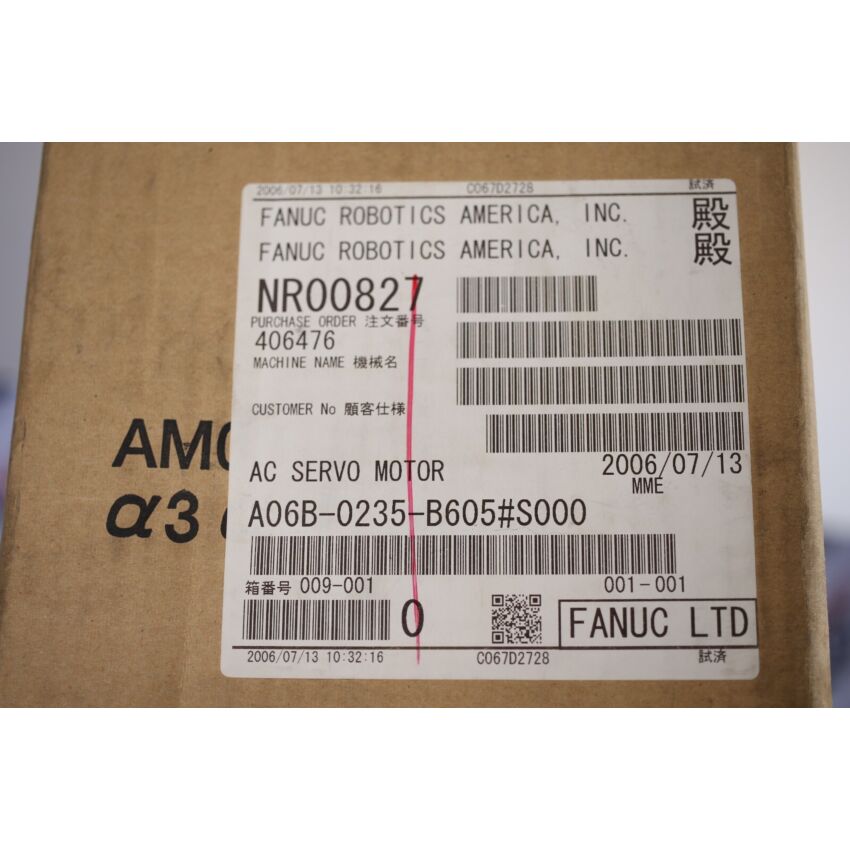 2006/07/13 10:32:16 C067D2728 試済
FANUC ROBOTICS AMERICA, INC. 殿
FANUC ROBOTICS AMERICA, INC. 殿
NR00827
PURCHASE ORDER 注文番号
406476
MACHINE NAME 機械名
CUSTOMER No 顧客仕様
AM
AC SERVO MOTOR 2006/07/13
MME
α3
A06B-0235-B605#S000
箱番号 009-001 001-001
0 FANUC LTD
2006/07/13 10:32:16 C067D2728 試済